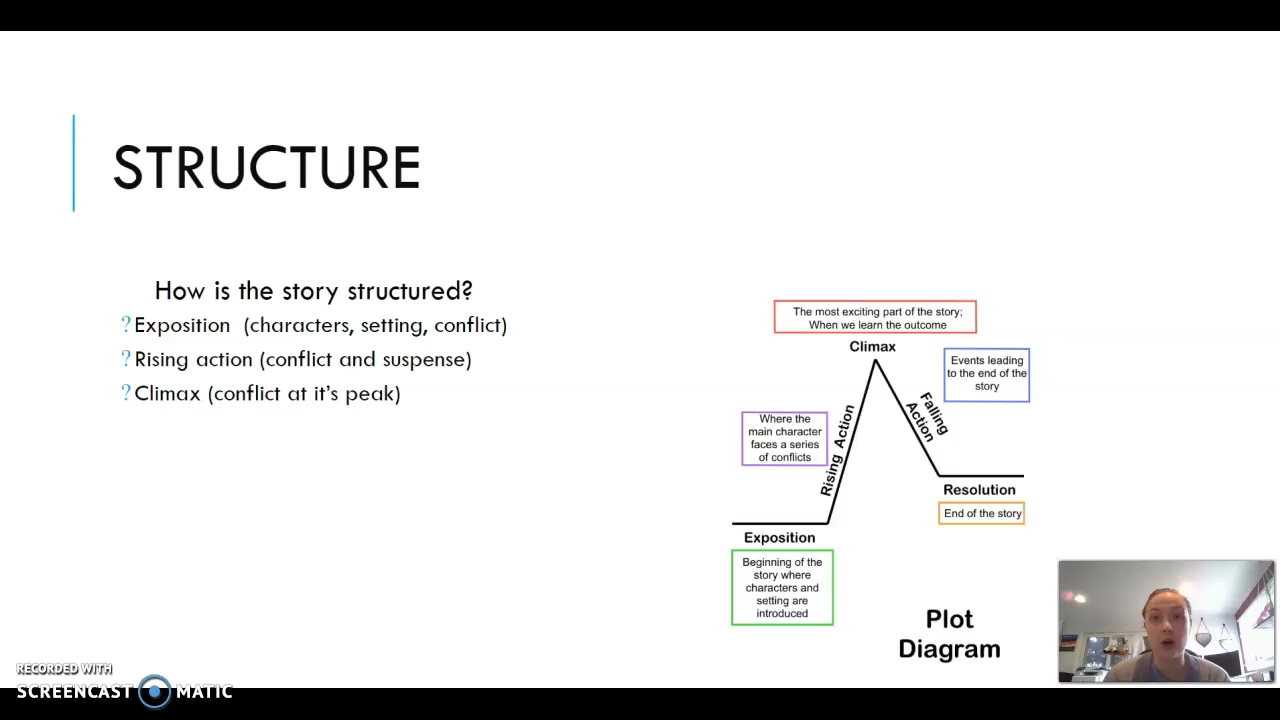 STRUCTURE
How is the story structured?
?Exposition (characters, setting, conflict)
?Rising action (conflict and suspense)
?Climax (conflict at it's peak)
The most exciting part of the story;
When we learn the outcome
Climax
Events leading
to the end of the
story
Falling
Action
Where the
main character
faces a series
of conflicts
Rising Action
Resolution
End of the story
Exposition
Beginning of the
story where
characters and
setting are
introduced
Plot
Diagram
RECORDED WITH
SCREENCAST MATIC